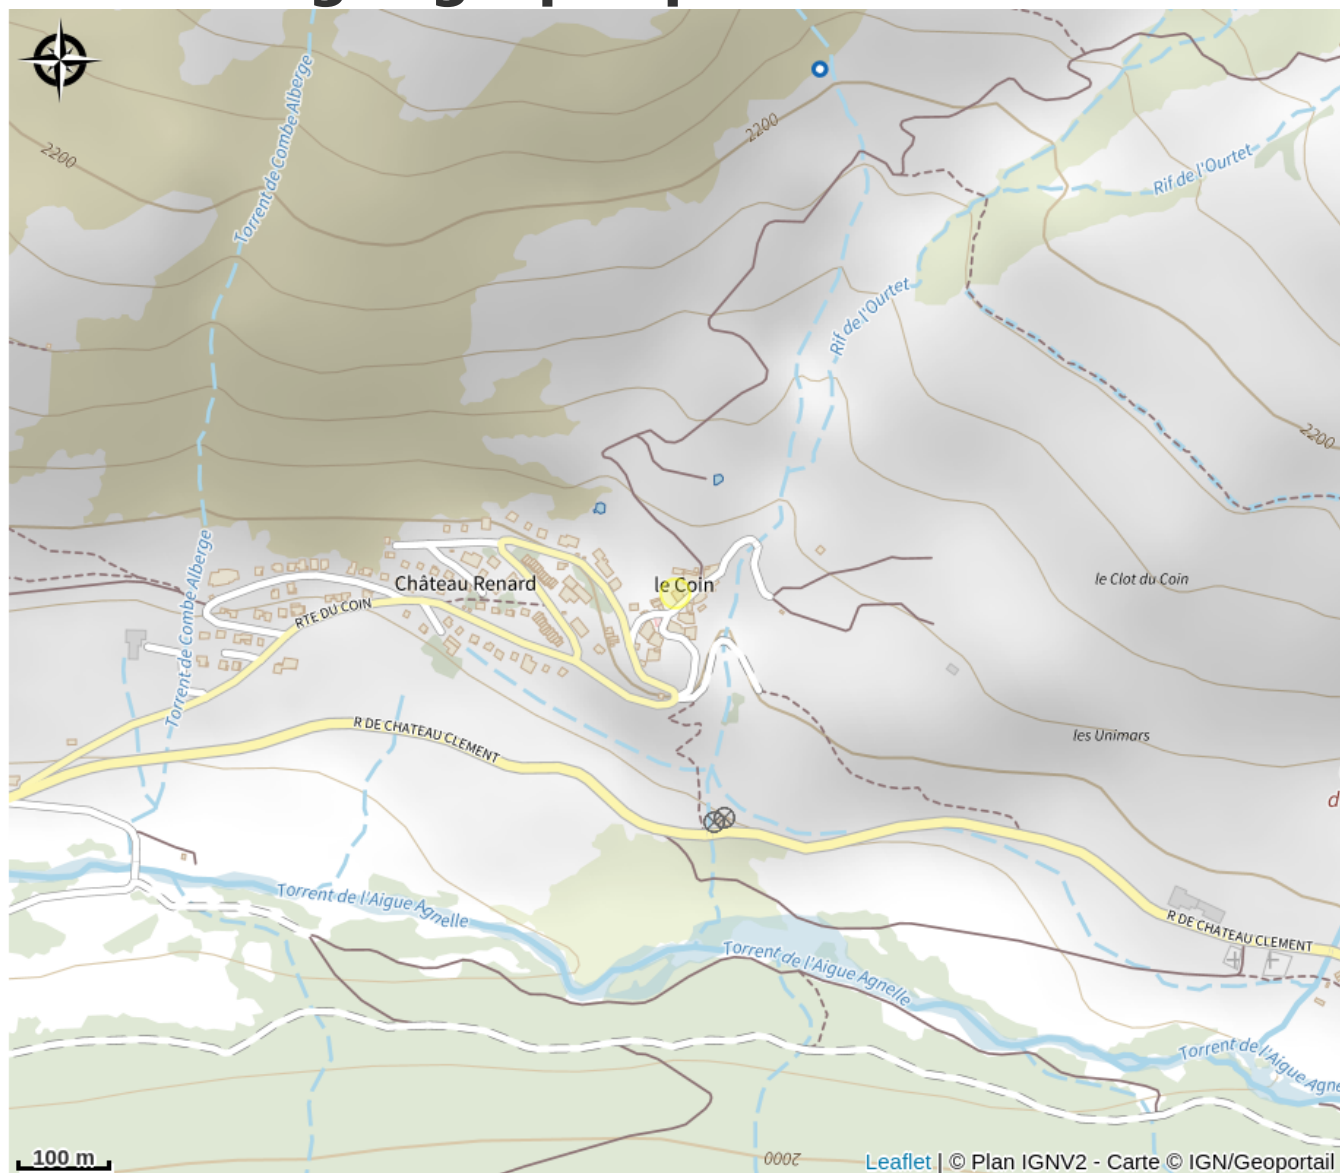 Torrent de Combe Alberge
2200
2200
Rif de l'Ourtet
Rif de l'Ourtet
2200
Château Renard
le Coin
le Clot du Coin
RTE DU COIN
Torrent de Combe Alberge
R DE CHATEAU CLEMENT
les Unimars
d
Torrent de l'Aigue Agnelle
Torrent de l'Aigue Agnelle
R DE CHATEAU CLEMENT
Torrent de l'Aigue Agne
2000
100 m
Leaflet | © Plan IGNV2 - Carte © IGN/Geoportail